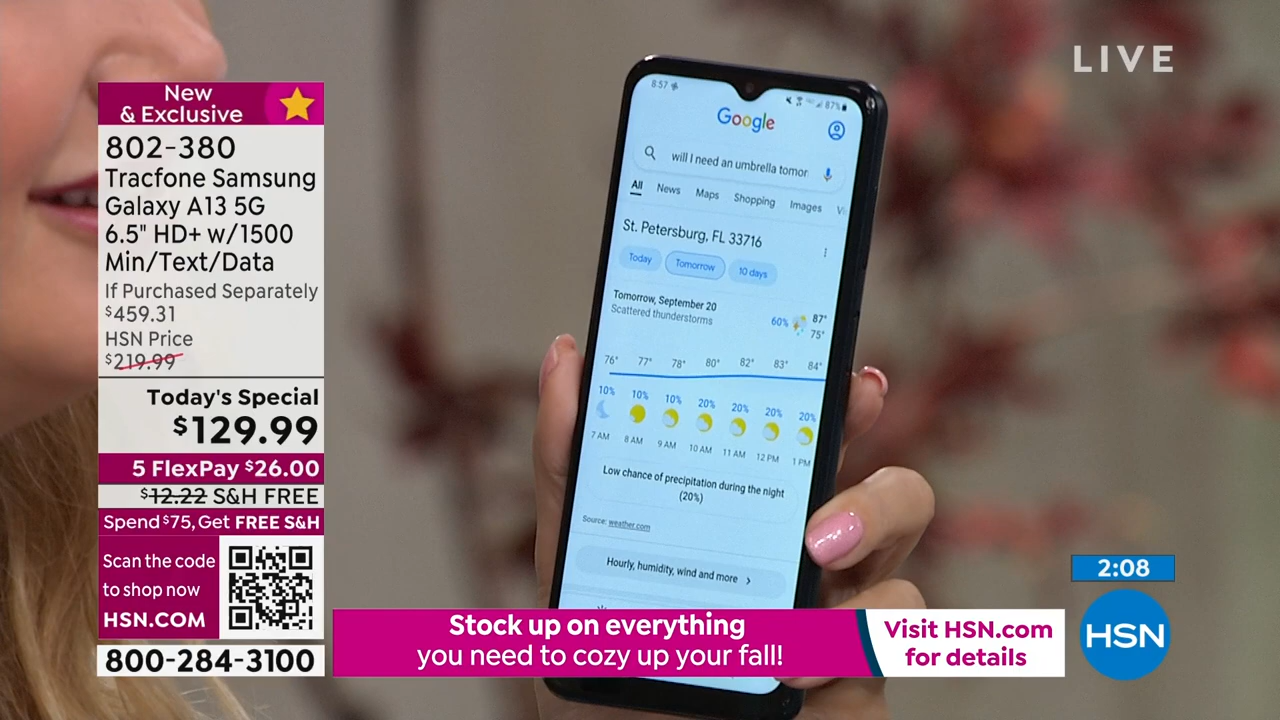 LIVE
New
& Exclusive
802-380
Tracfone Samsung
Galaxy A13 5G
6.5" HD+ w/1500
Min/Text/Data
If Purchased Separately
$459.31
HSN Price
$219.99
Today's Special
$129.99
5 FlexPay $26.00
$12.22 S&H FREE
Spend $75, Get FREE S&H
Scan the code
to shop now
HSN.COM
800-284-3100
8:57
87%
Google
will I need an umbrella tomor
All News Maps Shopping Images Vi
St. Petersburg, FL 33716
Today Tomorrow 10 days
Tomorrow, September 20
Scattered thunderstorms
60% 87°
75°
76° 77° 78° 80° 82° 83° 84°
10% 10% 10% 20% 20% 20% 20%
7 AM 8 AM 9 AM 10 AM 11 AM 12 PM 1 PM
Low chance of precipitation during the night
(20%)
Source: weather.com
Hourly, humidity, wind and more
Stock up on everything
you need to cozy up your fall!
Visit HSN.com
for details
2:08
HSN